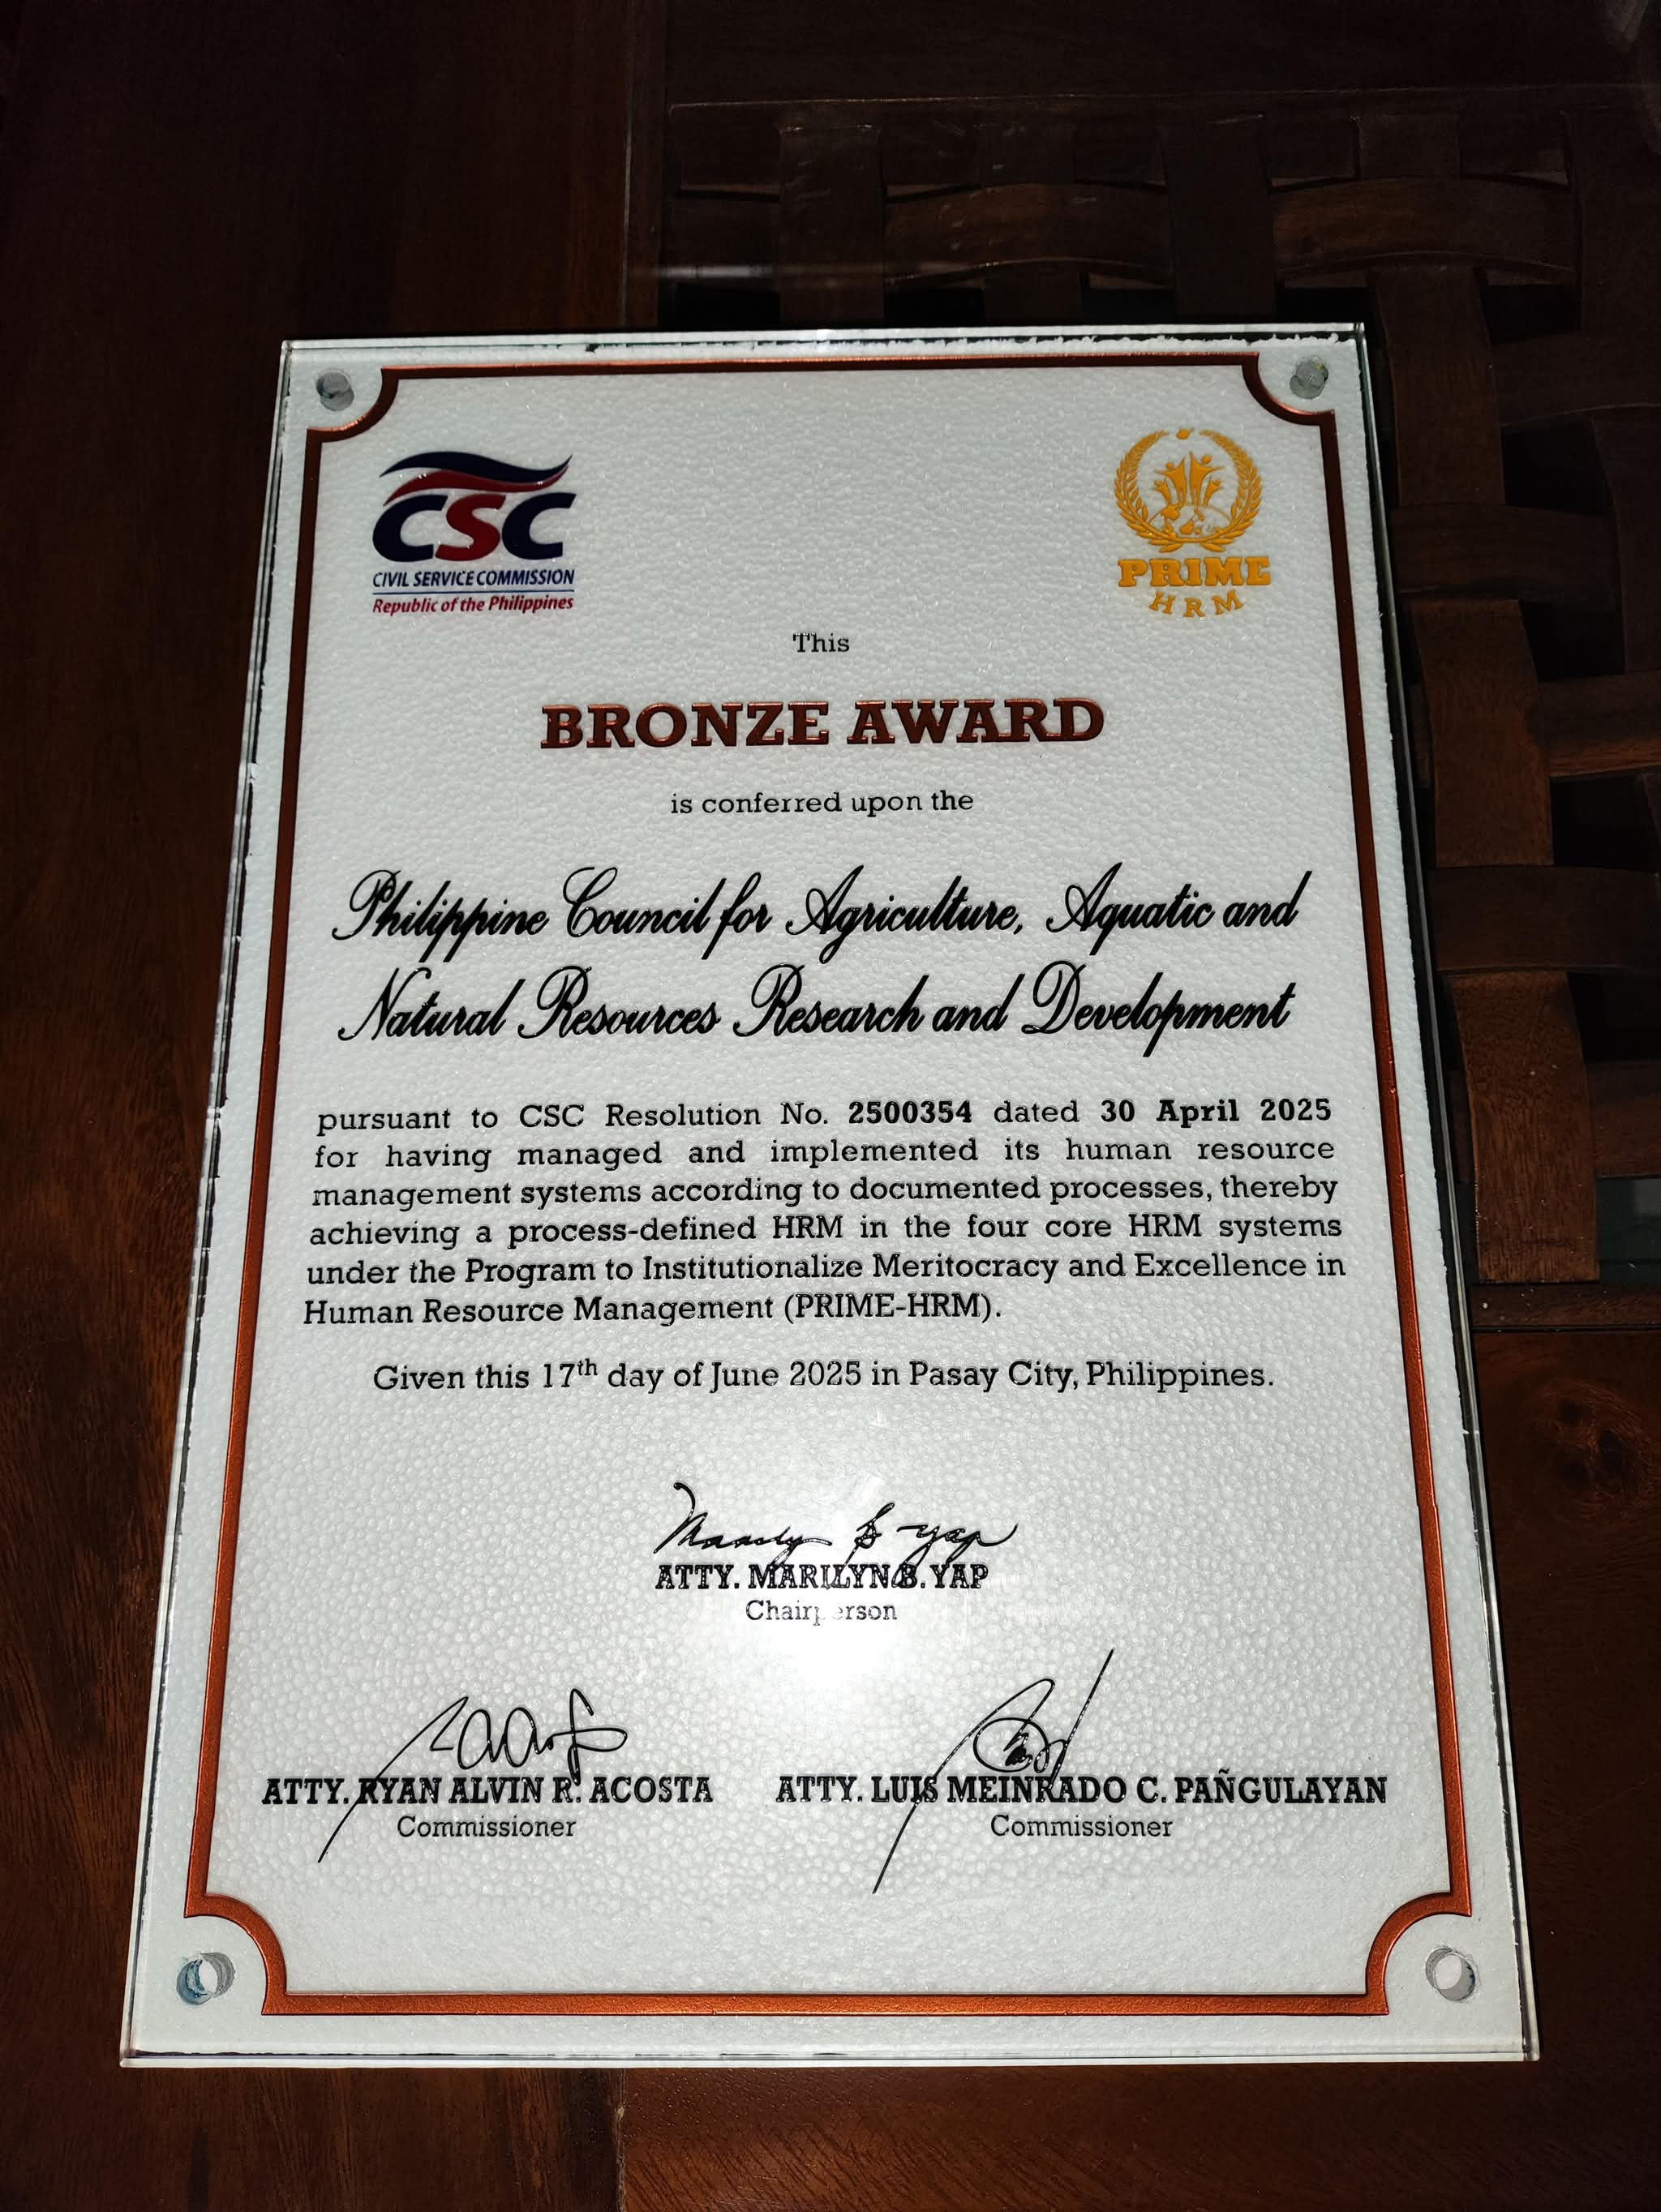 CSC
CIVIL SERVICE COMMISSION
Republic of the Philippines
PRIME
HRM
This
BRONZE AWARD
is conferred upon the
Philippine Council for Agriculture, Aquatic and
Natural Resources Research and Development
pursuant to CSC Resolution No. 2500354 dated 30 April 2025
for having managed and implemented its human resource
management systems according to documented processes, thereby
achieving a process-defined HRM in the four core HRM systems
under the Program to Institutionalize Meritocracy and Excellence in
Human Resource Management (PRIME-HRM).
Given this 17th day of June 2025 in Pasay City, Philippines.
ATTY. MARILYN B. YAP
Chairperson
ATTY. RYAN ALVIN R. ACOSTA
Commissioner
ATTY. LUIS MEINRADO C. PAÑGULAYAN
Commissioner